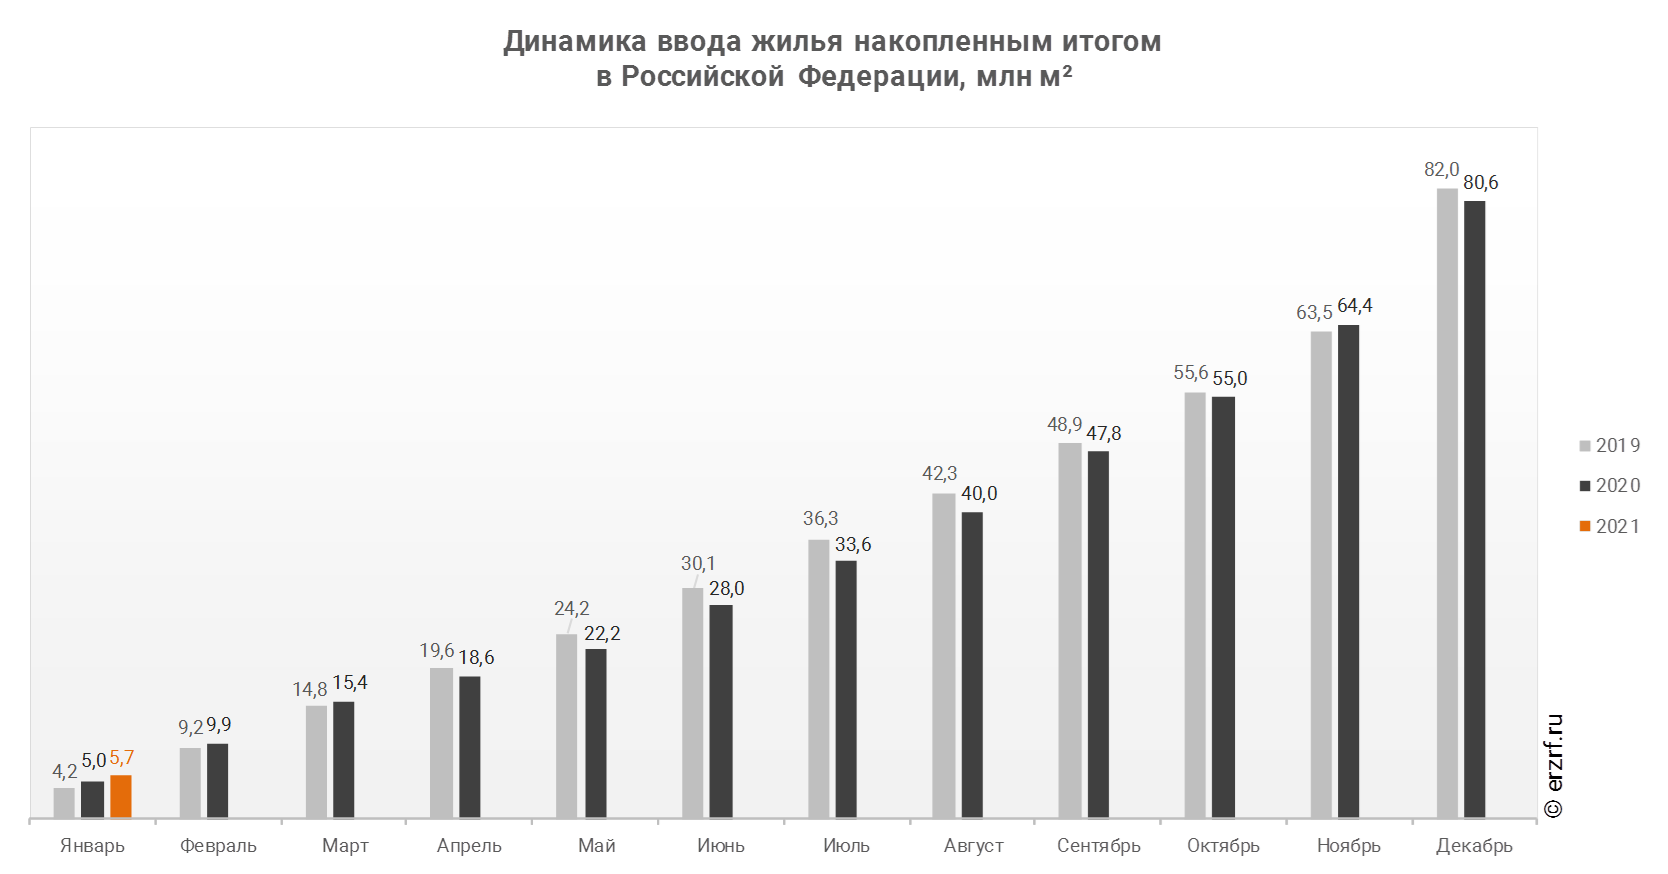 Динамика ввода жилья накопленным итогом
в Российской Федерации, млн м²
4,2
5,0
5,7
9,2
9,9
14,8
15,4
19,6
18,6
24,2
22,2
30,1
28,0
36,3
33,6
42,3
40,0
48,9
47,8
55,6
55,0
63,5
64,4
82,0
80,6
2019
2020
2021
© erzrf.ru
Январь
Февраль
Март
Апрель
Май
Июнь
Июль
Август
Сентябрь
Октябрь
Ноябрь
Декабрь